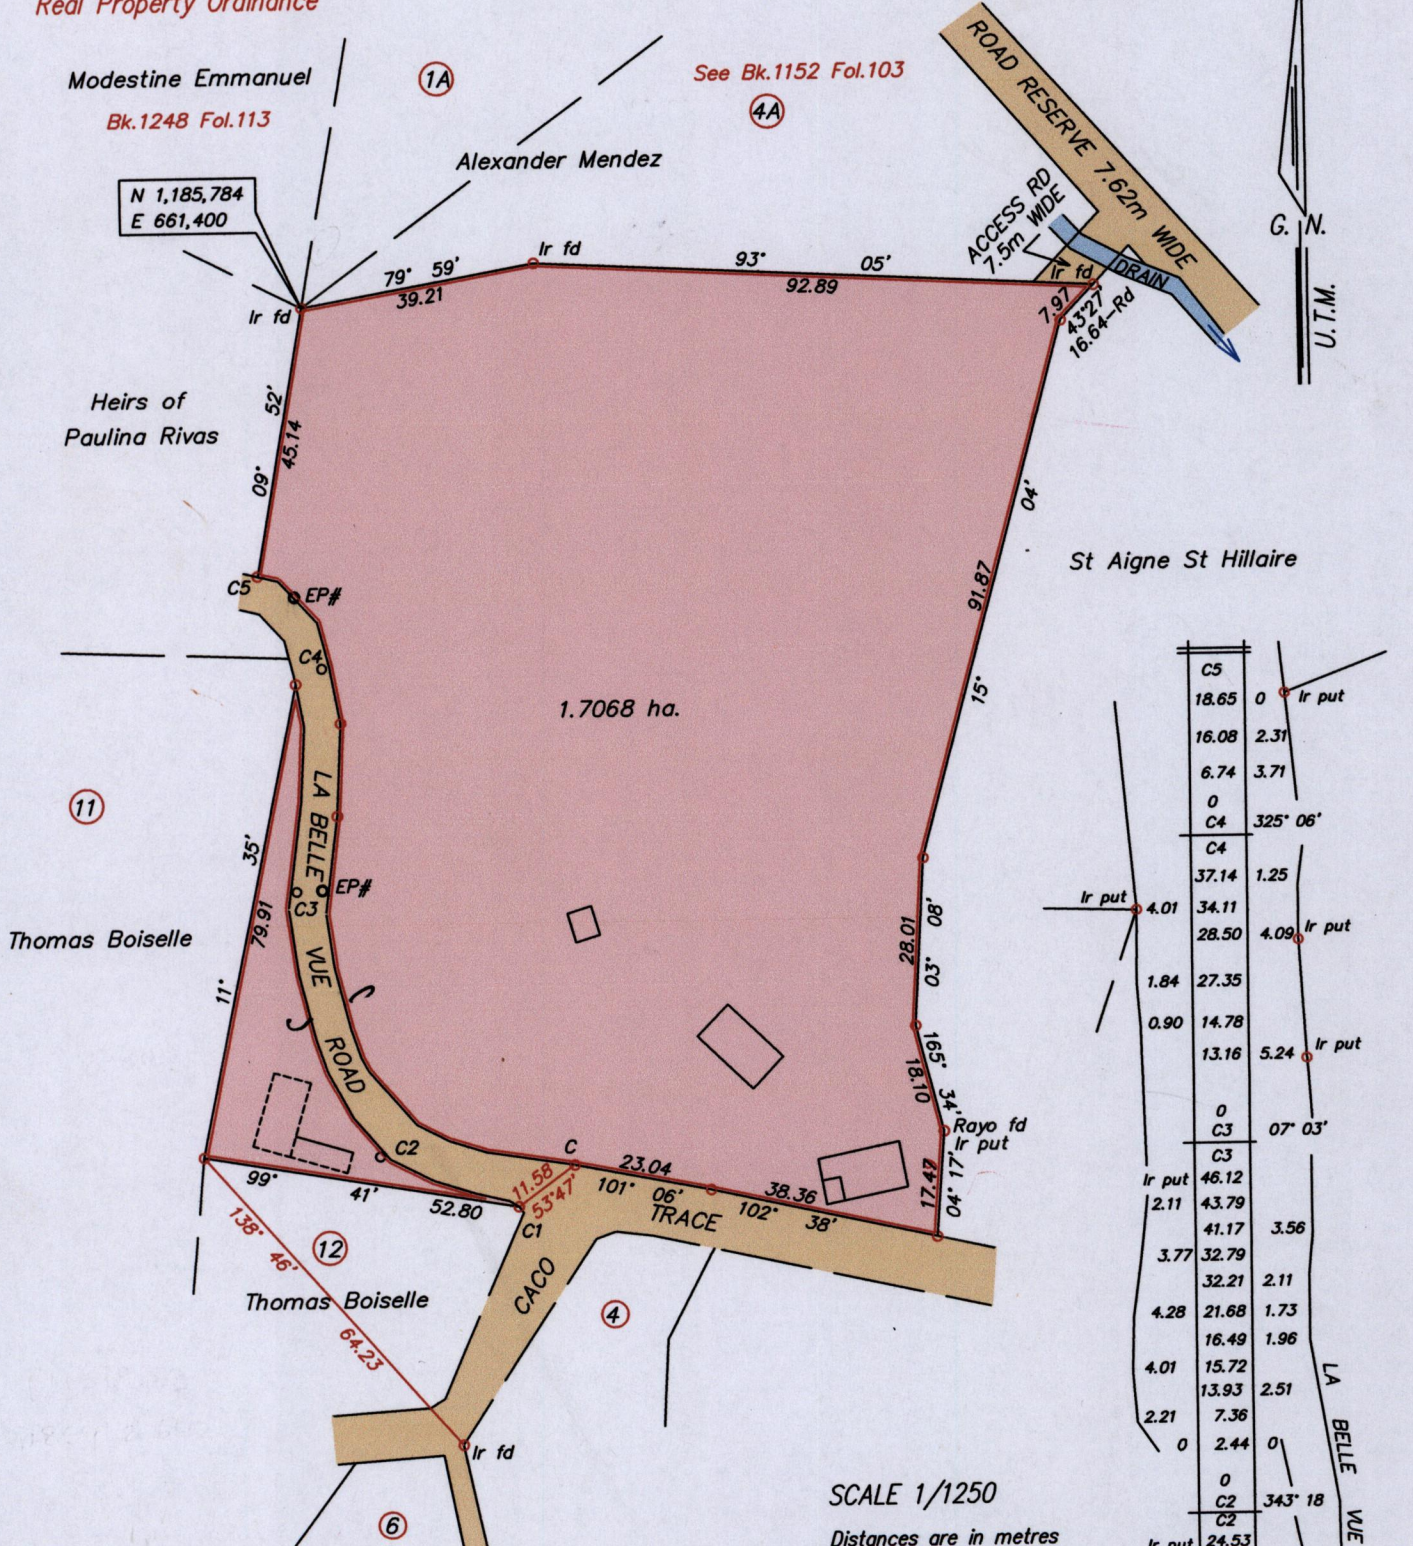 Real Property Ordinance
Modestine Emmanuel
Bk.1248 Fol.113
1A
See Bk.1152 Fol.103
4A
Alexander Mendez
ROAD RESERVE 7.62m WIDE
ACCESS RD
7.5m WIDE
DRAIN
G. N.
U.T.M.
N 1,185,784
E 661,400
Ir fd
79° 59'
39.21
Ir fd
93° 05'
92.89
Ir fd
7.97
43°27'
16.64-Rd
Heirs of
Paulina Rivas
09° 52'
45.14
15° 04'
91.87
St Aigne St Hillaire
C5
EP#
C4
1.7068 ha.
11
Thomas Boiselle
11° 35'
79.91
LA BELLE VUE ROAD
EP#
C3
03° 08'
28.01
165° 34'
18.10
Rayo fd
Ir put
04° 17'
17.47
C2
C
99° 41'
52.80
11.58
53°47'
C1
23.04
101° 06'
38.36
102° 38'
CACO TRACE
138° 46'
64.23
12
Thomas Boiselle
4
Ir fd
6
SCALE 1/1250
Distances are in metres
C5
18.65 0 Ir put
16.08 2.31
6.74 3.71
0
C4 325° 06'
C4
37.14 1.25
Ir put 4.01 34.11
28.50 4.09 Ir put
1.84 27.35
0.90 14.78
13.16 5.24 Ir put
0
C3 07° 03'
C3
Ir put 46.12
2.11 43.79
41.17 3.56
3.77 32.79
32.21 2.11
4.28 21.68 1.73
16.49 1.96
4.01 15.72
13.93 2.51
2.21 7.36
0 2.44 0
0
C2 343° 18
C2
Ir put 24.53
LA BELLE VUE